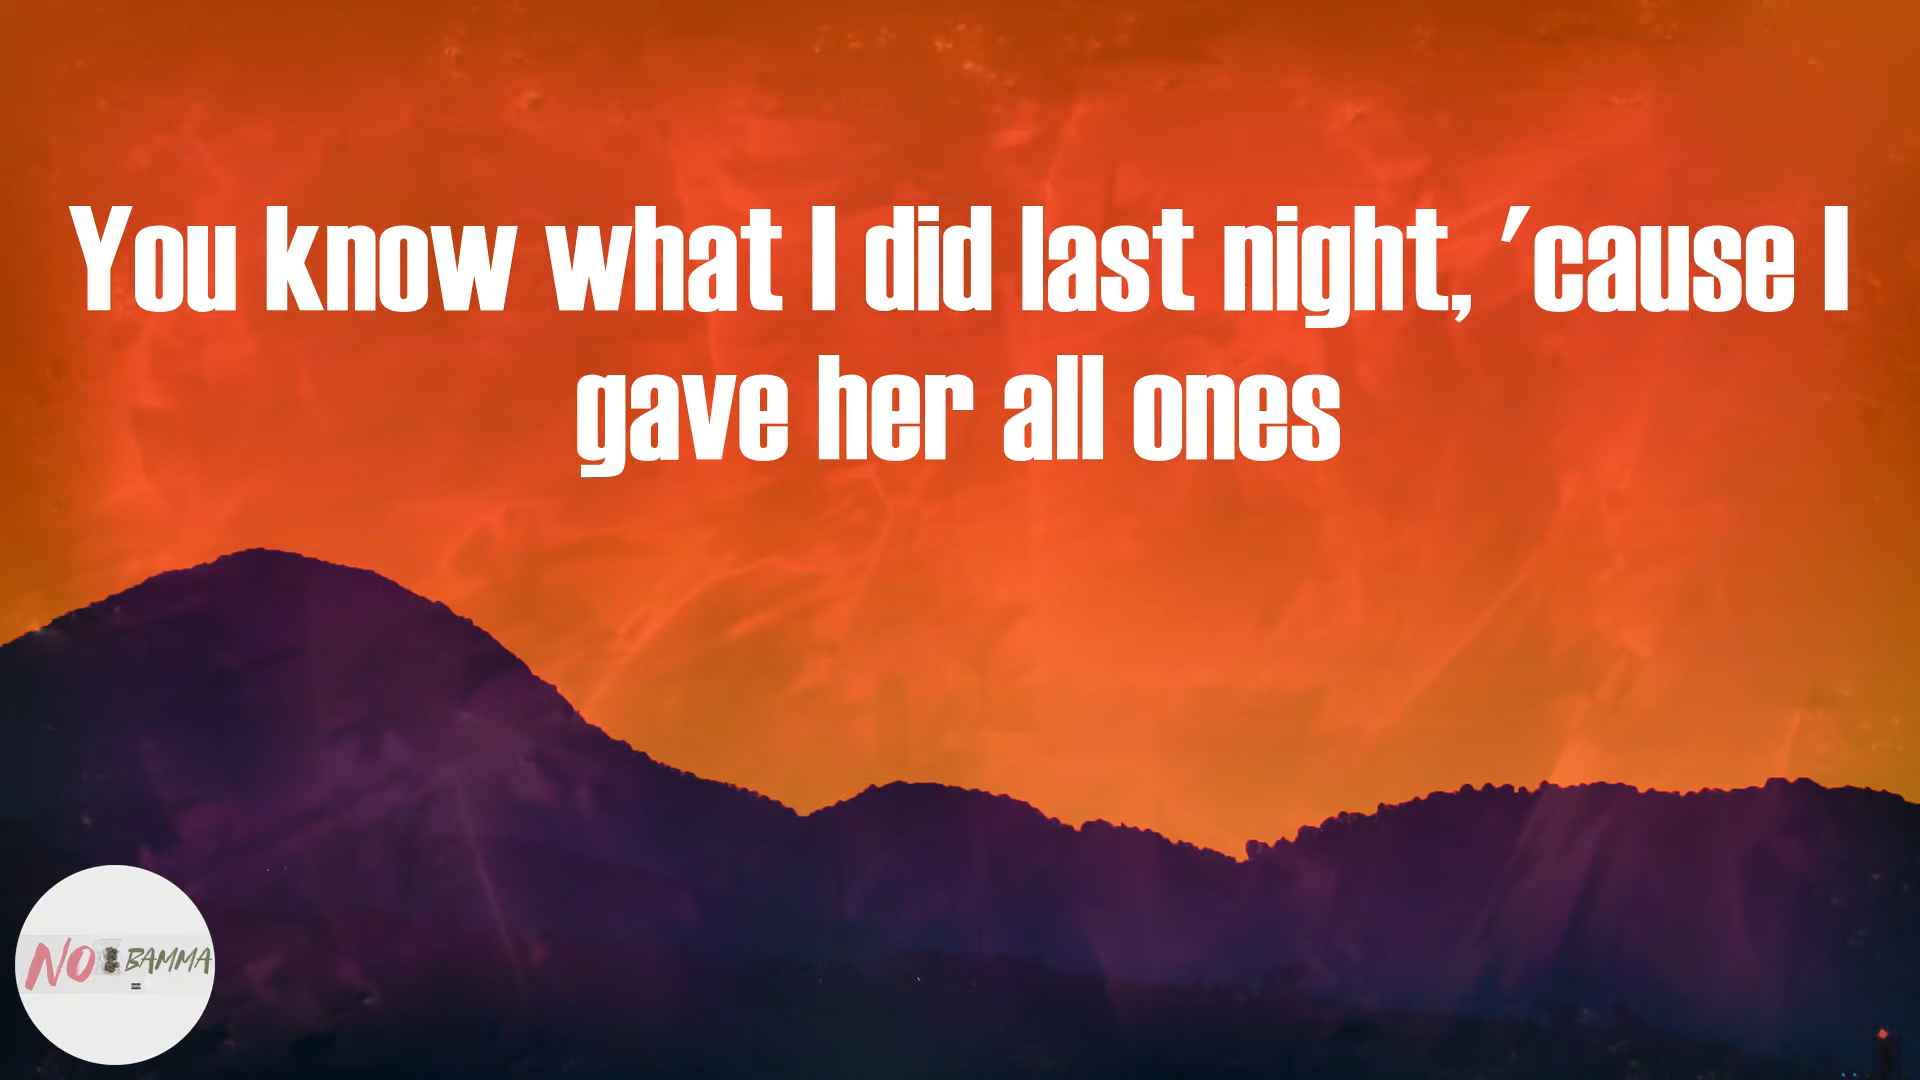 You know what I did last night, 'cause I
gave her all ones
NO BAMMA